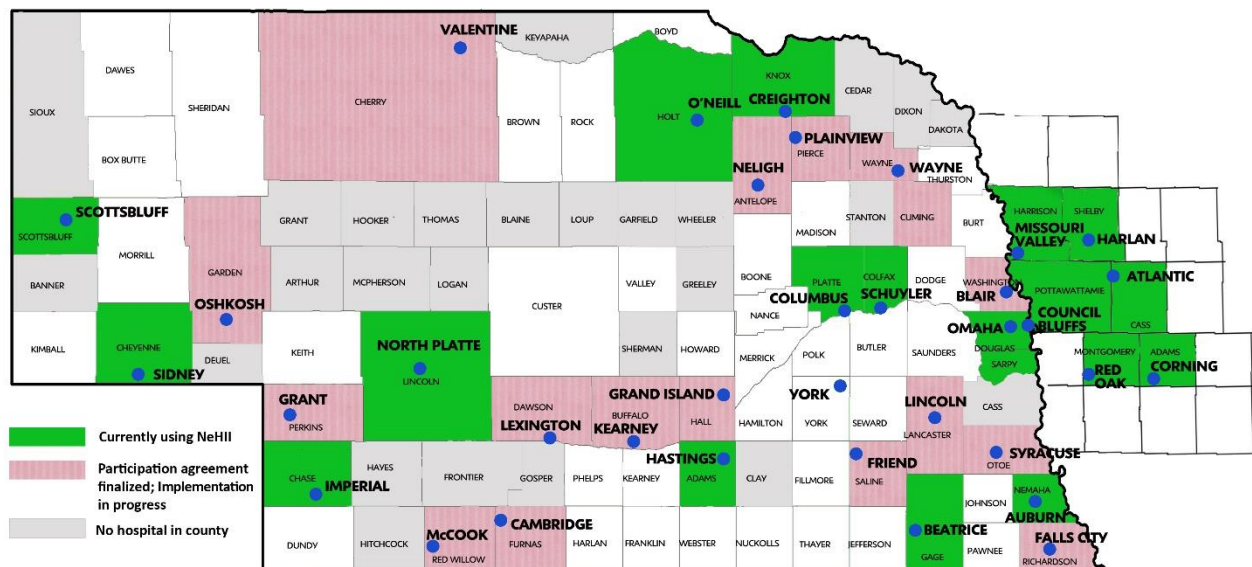 VALENTINE
KEYAPAHA
BOYD
DAWES
SIOUX
SHERIDAN
CHERRY
BROWN
ROCK
HOLT
O'NEILL
KNOX
CREIGHTON
CEDAR
DIXON
DAKOTA
BOX BUTTE
PLAINVIEW
PIERCE
WAYNE
WAYNE
THURSTON
NELIGH
ANTELOPE
SCOTTSBLUFF
SCOTTSBLUFF
GRANT
HOOKER
THOMAS
BLAINE
LOUP
GARFIELD
WHEELER
STANTON
CUMING
BURT
MADISON
HARRISON
SHELBY
MISSOURI
VALLEY
HARLAN
MORRILL
GARDEN
BANNER
ARTHUR
MCPHERSON
LOGAN
CUSTER
VALLEY
GREELEY
BOONE
NANCE
PLATTE
COLFAX
COLUMBUS
SCHUYLER
DODGE
WASHINGTON
BLAIR
POTTAWATTAMIE
ATLANTIC
CASS
COUNCIL
BLUFFS
OMAHA
DOUGLAS
SARPY
OSHKOSH
KIMBALL
CHEYENNE
SIDNEY
DEUEL
KEITH
NORTH PLATTE
LINCOLN
SHERMAN
HOWARD
MERRICK
POLK
BUTLER
SAUNDERS
MONTGOMERY
ADAMS
RED
OAK
CORNING
GRANT
PERKINS
DAWSON
LEXINGTON
BUFFALO
KEARNEY
GRAND ISLAND
HALL
HAMILTON
YORK
YORK
SEWARD
LINCOLN
LANCASTER
CASS
SYRACUSE
OTOE
Currently using NeHII
Participation agreement
finalized; Implementation
in progress
No hospital in county
CHASE
IMPERIAL
HAYES
FRONTIER
GOSPER
PHELPS
KEARNEY
HASTINGS
ADAMS
CLAY
FILLMORE
FRIEND
SALINE
JOHNSON
NEMAHA
AUBURN
DUNDY
HITCHCOCK
McCOOK
RED WILLOW
CAMBRIDGE
FURNAS
HARLAN
FRANKLIN
WEBSTER
NUCKOLLS
THAYER
JEFFERSON
BEATRICE
GAGE
PAWNEE
FALLS CITY
RICHARDSON